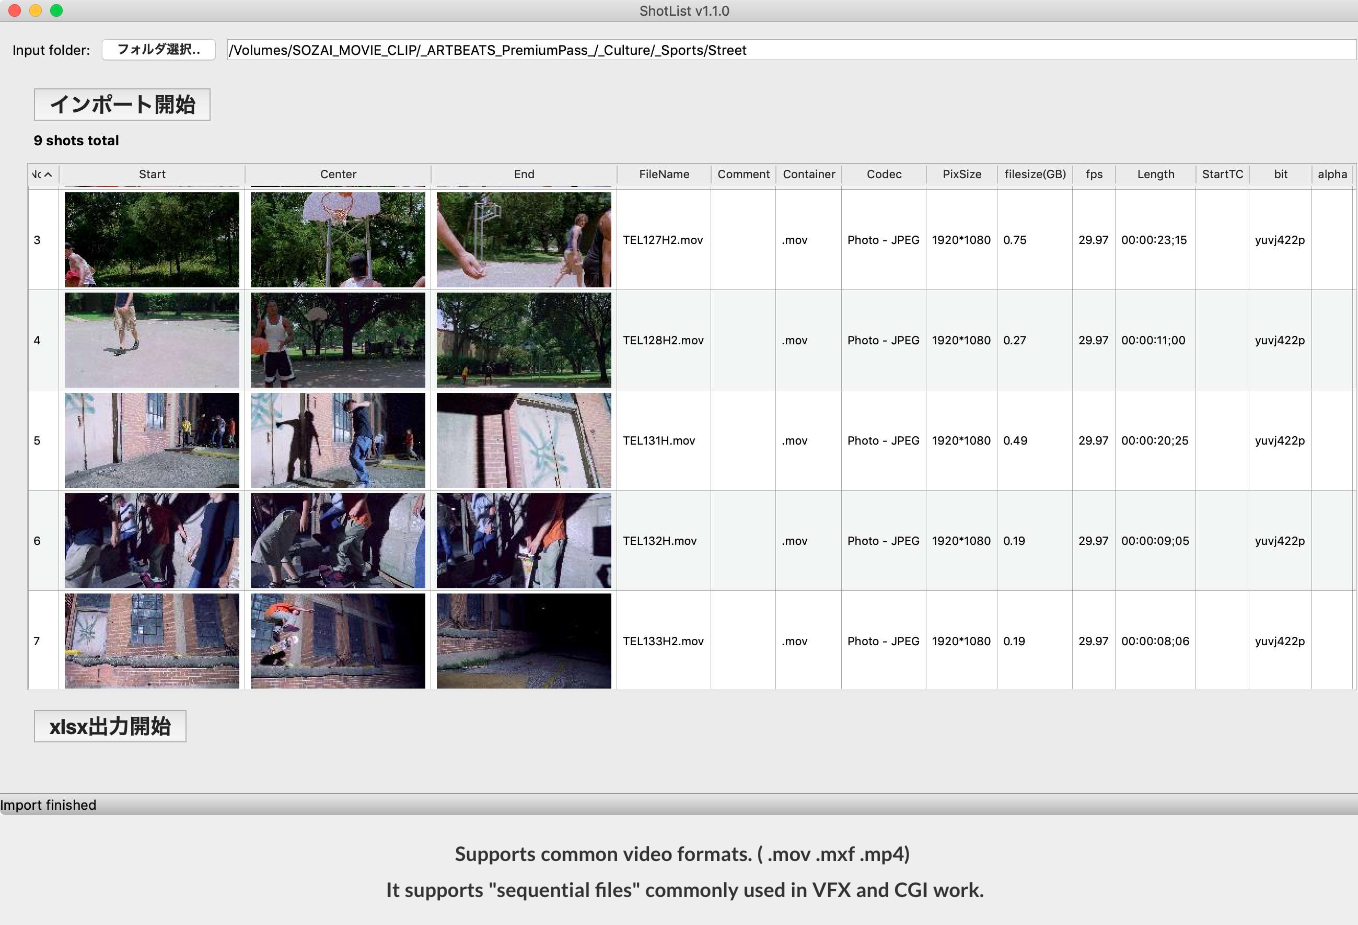 ShotList v1.1.0
Input folder: フォルダ選択.. /Volumes/SOZAI_MOVIE_CLIP/_ARTBEATS_PremiumPass_/_Culture/_Sports/Street
インポート開始
9 shots total
Start Center End FileName Comment Container Codec PixSize filesize(GB) fps Length StartTC bit alpha
3 TEL127H2.mov .mov Photo - JPEG 1920*1080 0.75 29.97 00:00:23;15 yuvj422p
4 TEL128H2.mov .mov Photo - JPEG 1920*1080 0.27 29.97 00:00:11;00 yuvj422p
5 TEL131H.mov .mov Photo - JPEG 1920*1080 0.49 29.97 00:00:20;25 yuvj422p
6 TEL132H.mov .mov Photo - JPEG 1920*1080 0.19 29.97 00:00:09;05 yuvj422p
7 TEL133H2.mov .mov Photo - JPEG 1920*1080 0.19 29.97 00:00:08;06 yuvj422p
xlsx出力開始
Import finished
Supports common video formats. ( .mov .mxf .mp4)
It supports "sequential files" commonly used in VFX and CGI work.